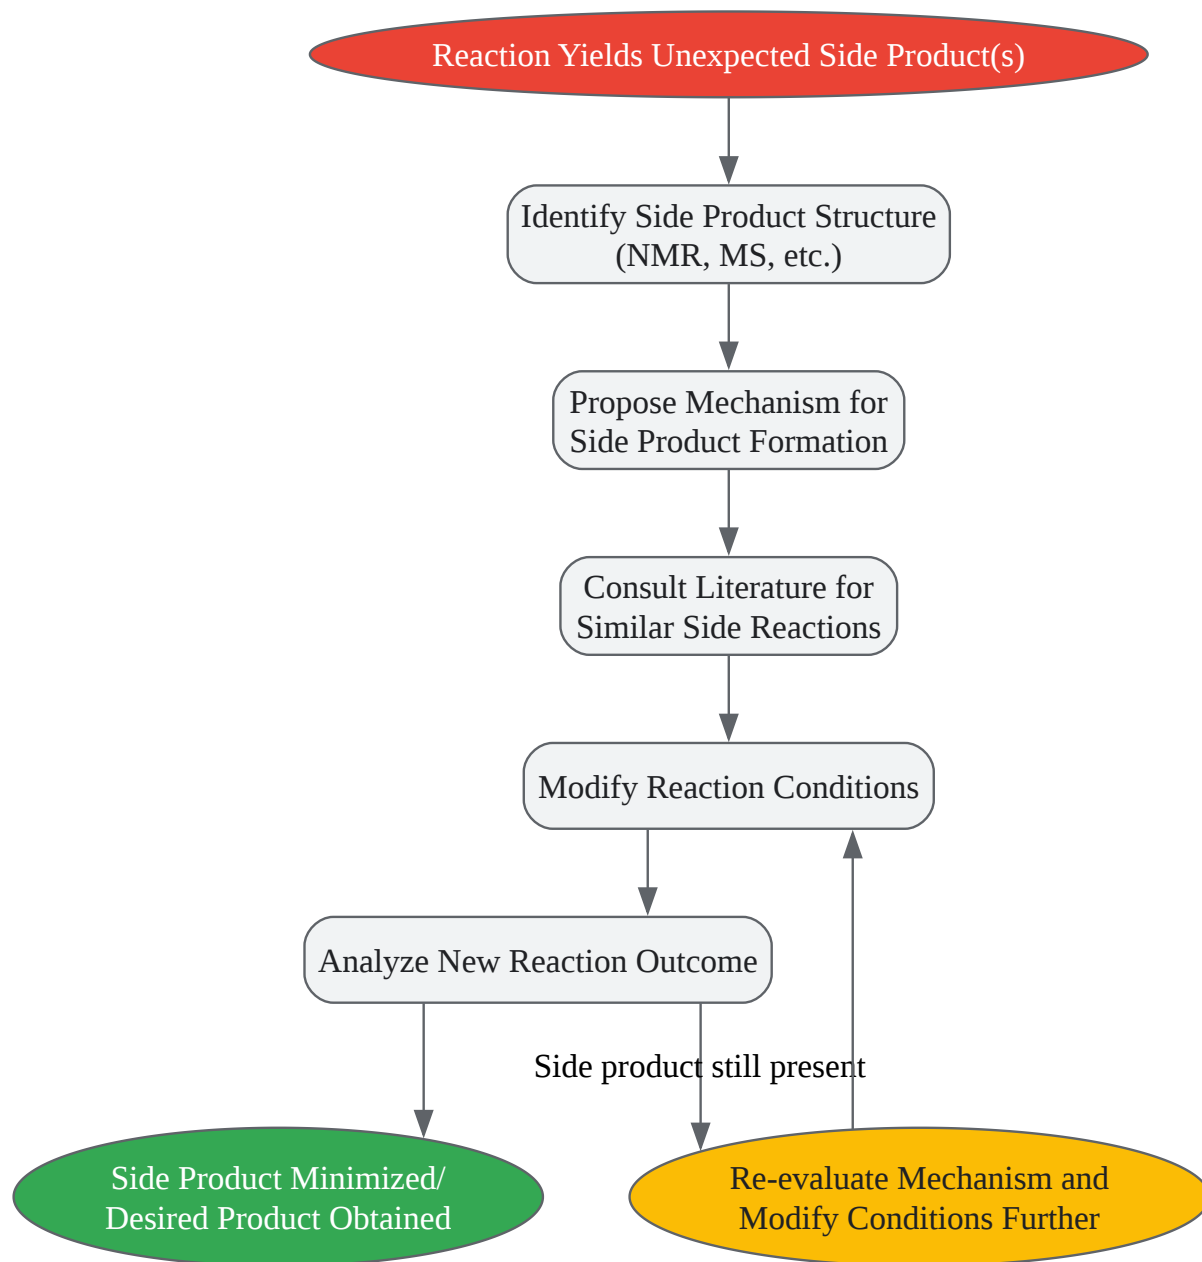 Reaction Yields Unexpected Side Product(s)
Identify Side Product Structure
(NMR, MS, etc.)
Propose Mechanism for
Side Product Formation
Consult Literature for
Similar Side Reactions
Modify Reaction Conditions
Analyze New Reaction Outcome
Side product still present
Side Product Minimized/
Desired Product Obtained
Re-evaluate Mechanism and
Modify Conditions Further